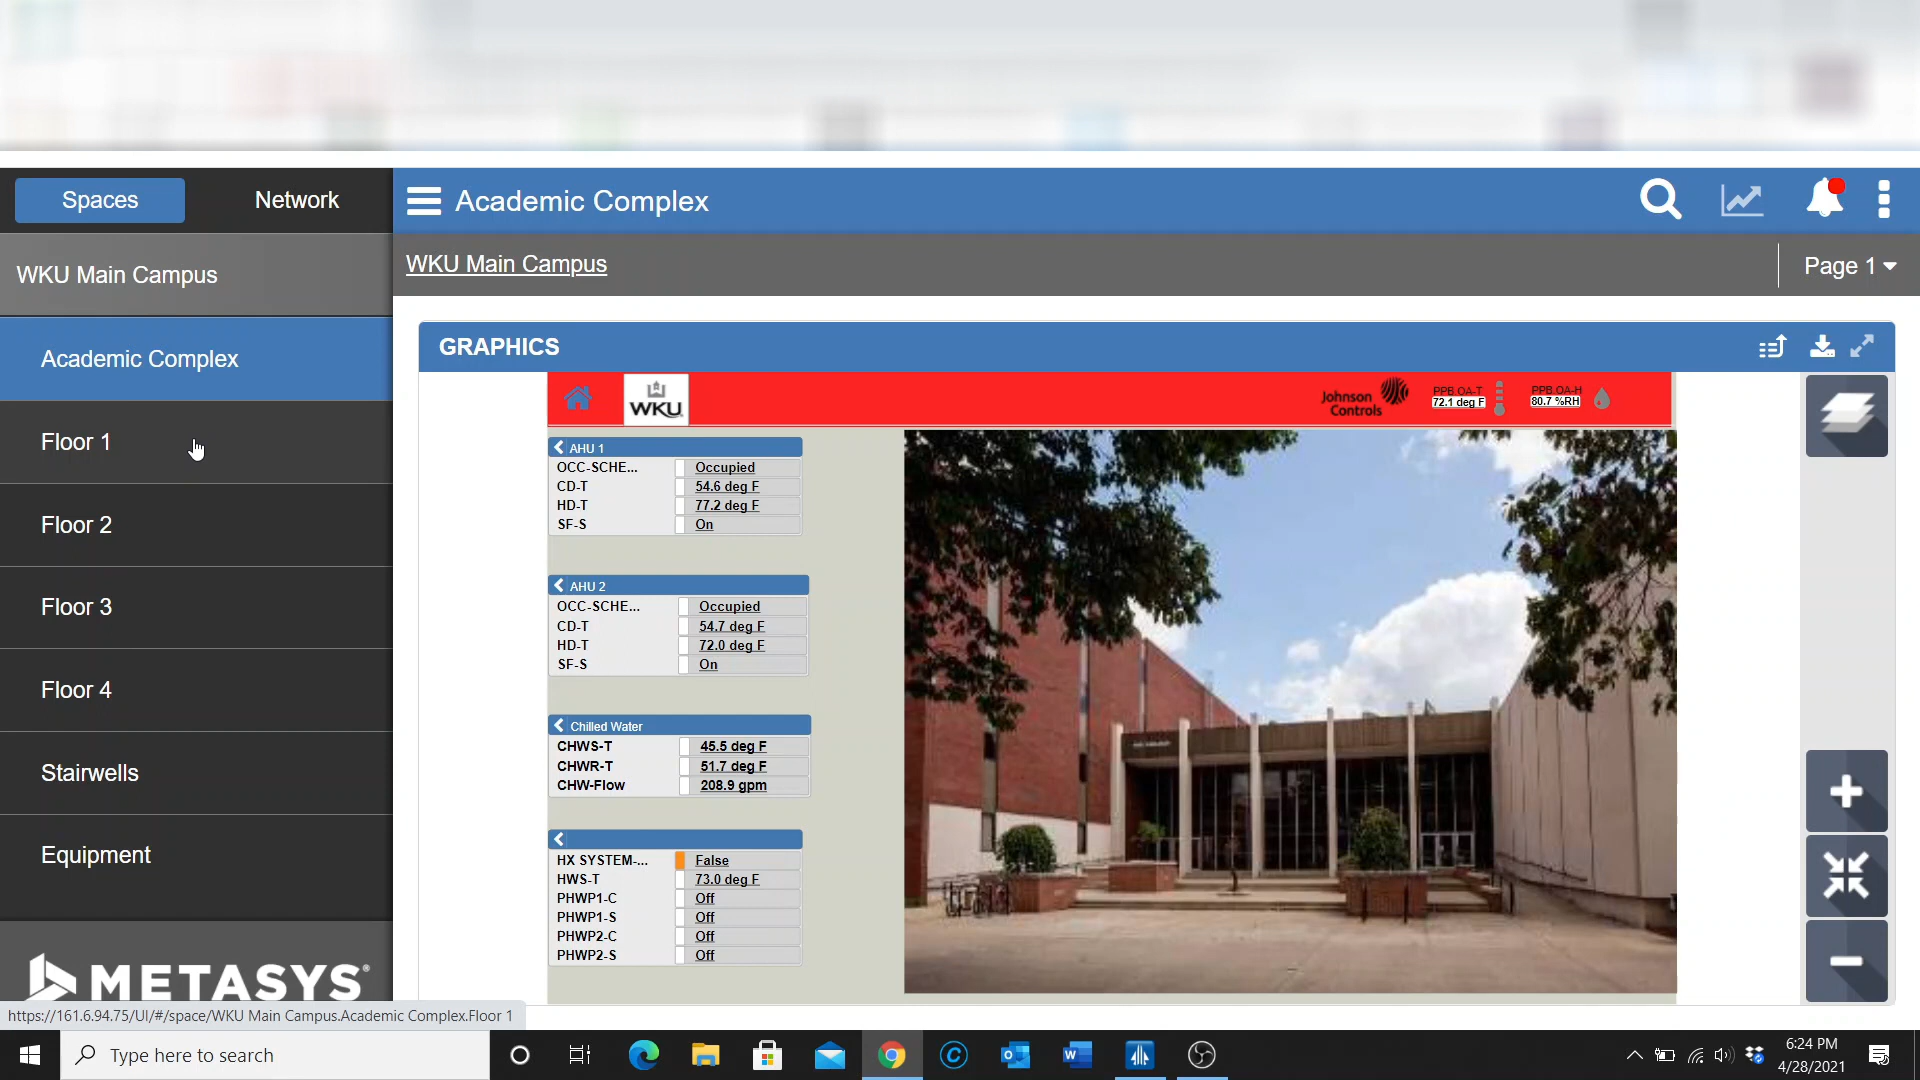 Spaces
Network
Academic Complex
WKU Main Campus
WKU Main Campus
Page 1
Academic Complex
Floor 1
Floor 2
Floor 3
Floor 4
Stairwells
Equipment
METASYS®
GRAPHICS
WKU
Johnson Controls
PPB.OA-T
72.1 deg F
PPB.OA-H
80.7 %RH
AHU 1
OCC-SCHE... Occupied
CD-T 54.6 deg F
HD-T 77.2 deg F
SF-S On
AHU 2
OCC-SCHE... Occupied
CD-T 54.7 deg F
HD-T 72.0 deg F
SF-S On
Chilled Water
CHWS-T 45.5 deg F
CHWR-T 51.7 deg F
CHW-Flow 208.9 gpm
HX SYSTEM-... False
HWS-T 73.0 deg F
PHWP1-C Off
PHWP1-S Off
PHWP2-C Off
PHWP2-S Off
https://161.6.94.75/UI/#/space/WKU Main Campus.Academic Complex.Floor 1
Type here to search
6:24 PM
4/28/2021